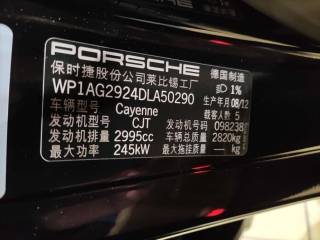 PORSCHE
保时捷股份公司莱比锡工厂 德国制造
WP1AG2924DLA50290 1%
车辆型号 Cayenne 生产年月 08/12
发动机型号 CJT 载客人数 5
发动机排量 2995cc 发动机号 098238
最大功率 245kW 车辆总质量 2820kg
最大拖挂质量 kg